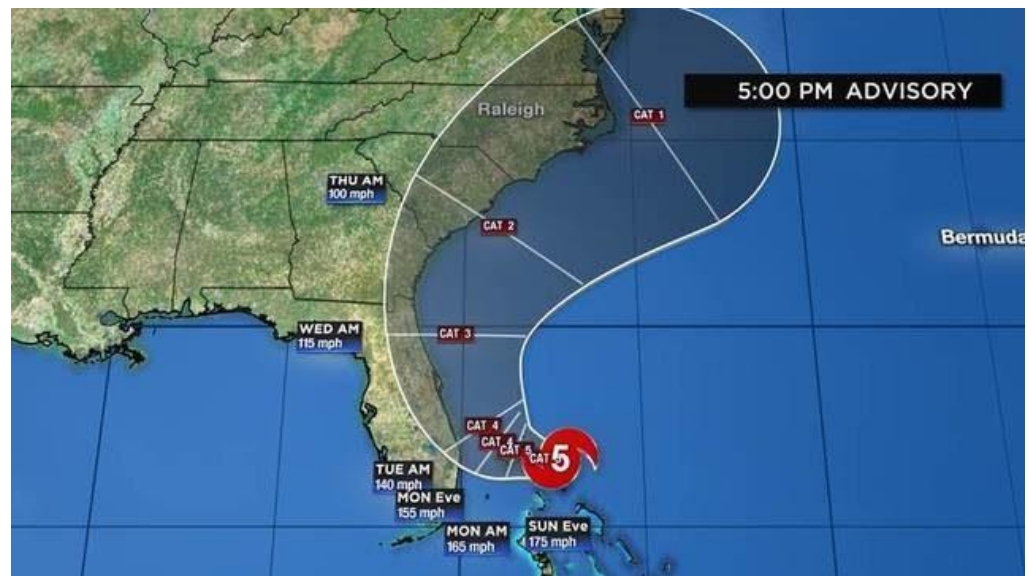 Raleigh
5:00 PM ADVISORY
CAT 1
THU AM
100 mph
CAT 2
Bermuda
WED AM
115 mph
CAT 3
CAT 4
CAT 4
CAT 5
CAT
5
TUE AM
140 mph
MON Eve
155 mph
MON AM
165 mph
SUN Eve
175 mph